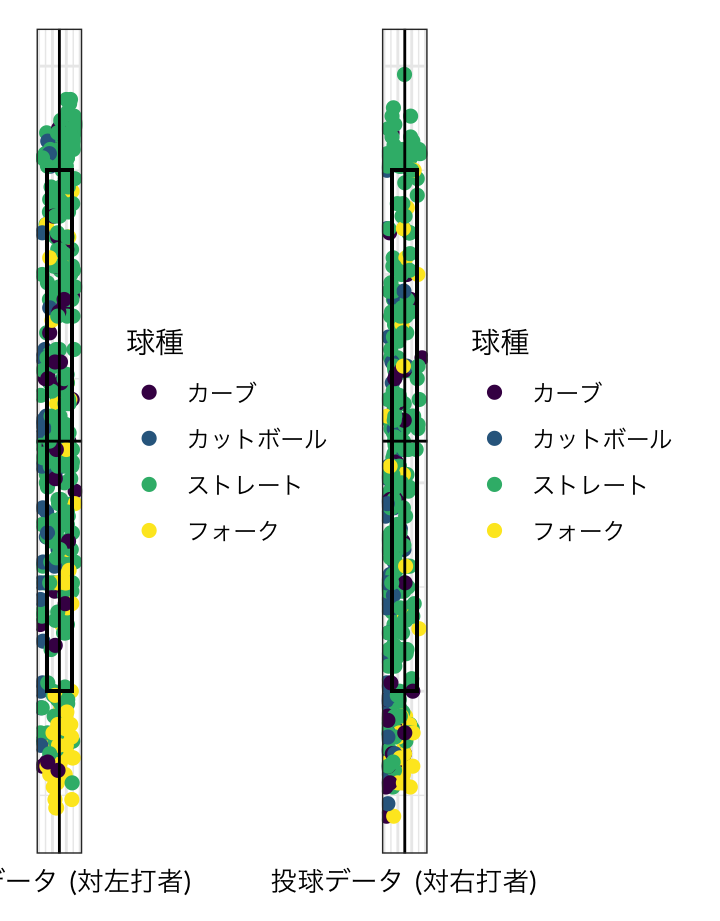 球種
カーブ
カットボール
ストレート
フォーク
データ (対左打者)
球種
カーブ
カットボール
ストレート
フォーク
投球データ (対右打者)